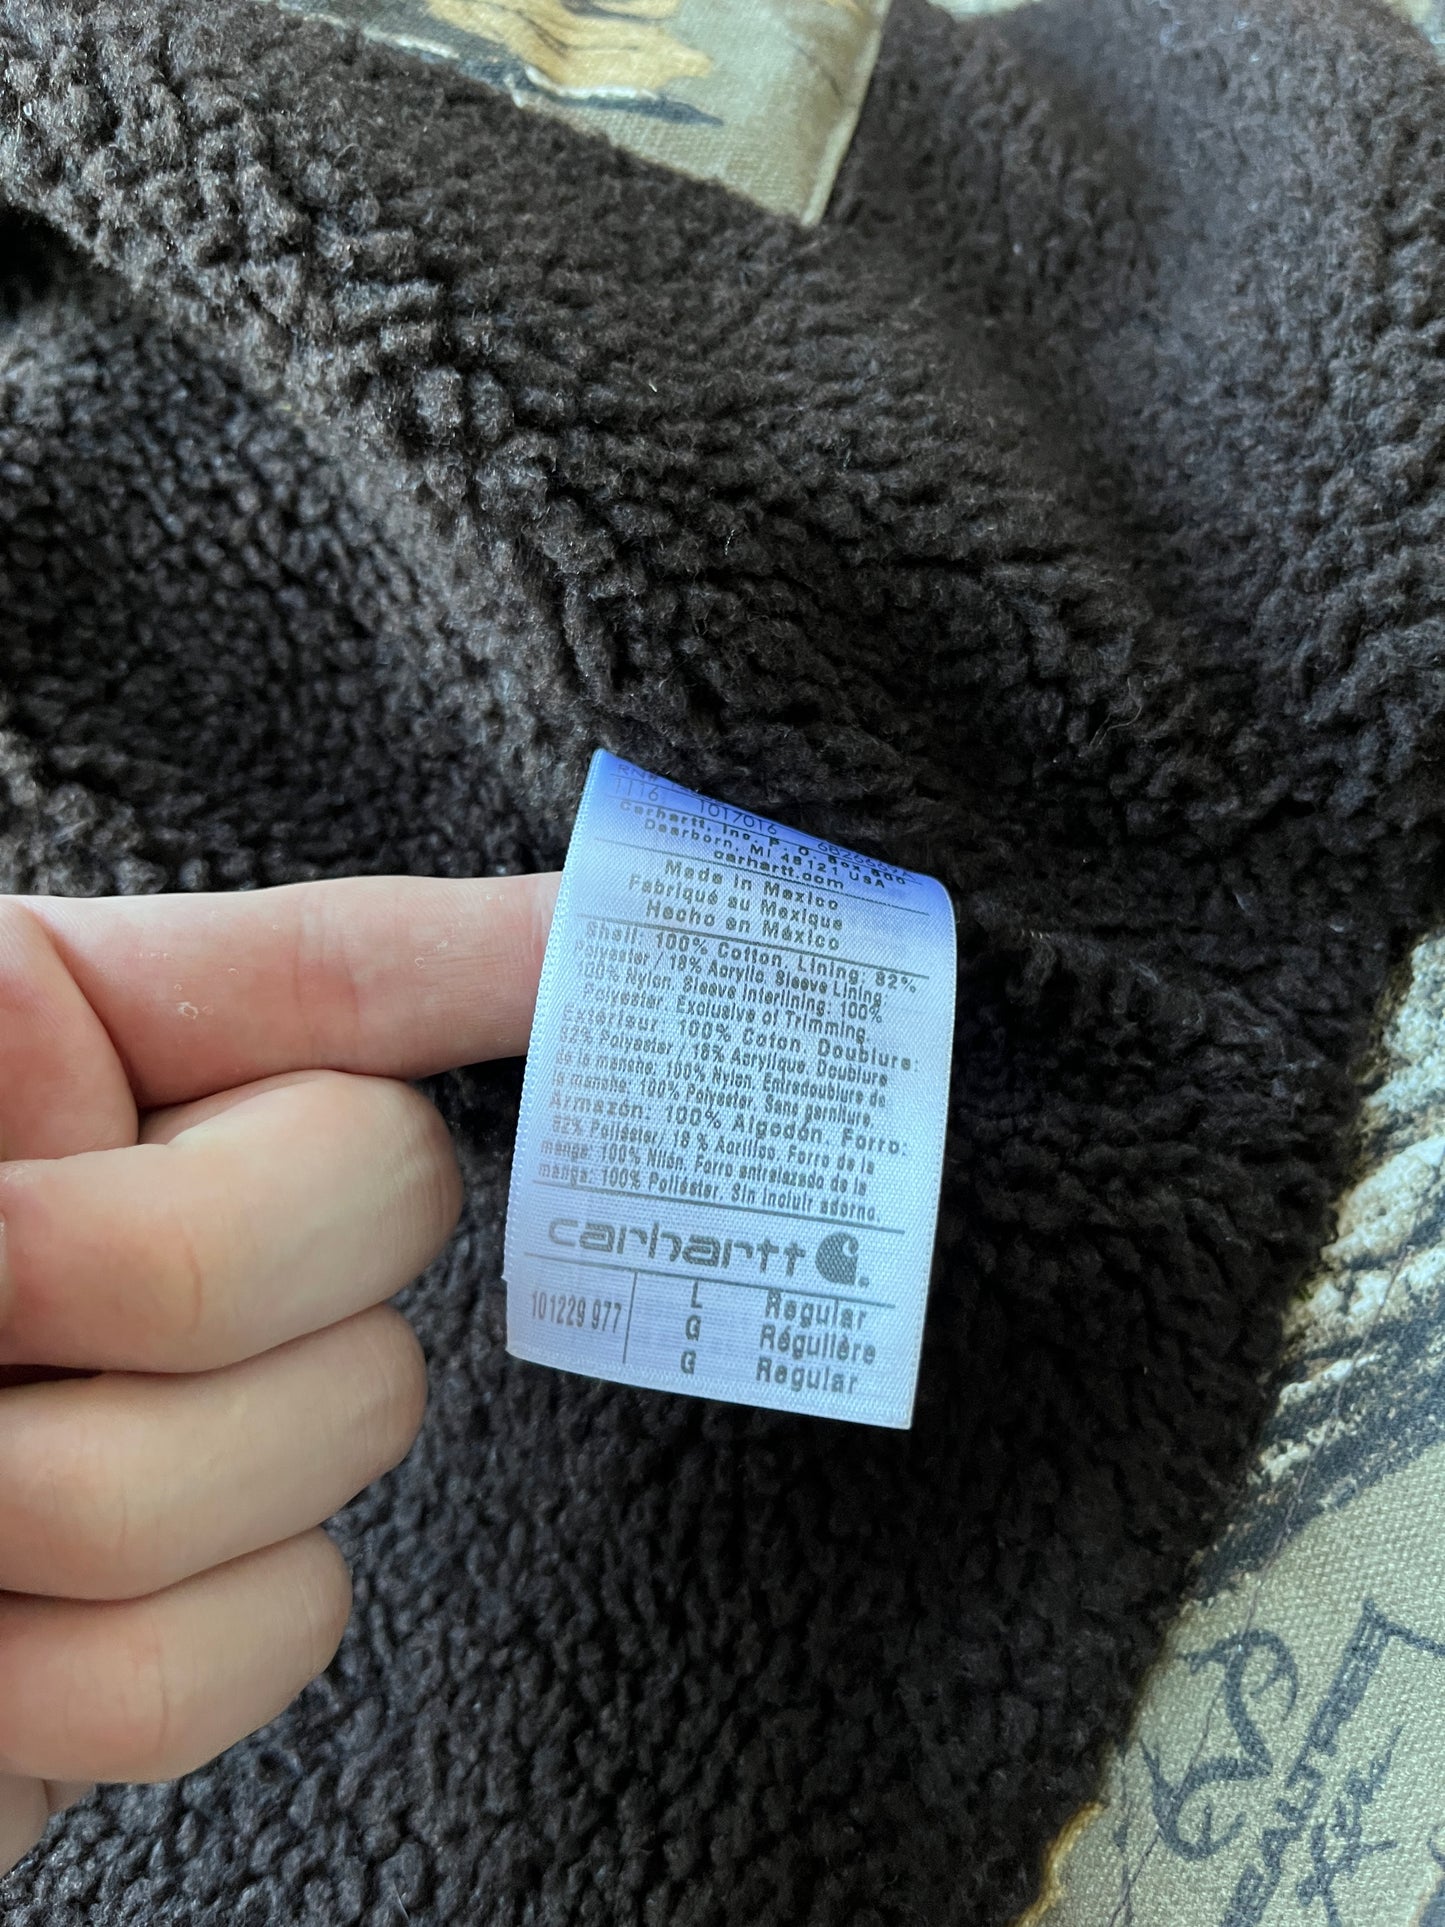 RN#
1116 1017016
Carhartt, Inc. P. O. Box 600
Dearborn, MI 48121 USA
carhartt.com
Made in Mexico
Fabriqué au Mexique
Hecho en México
Shell: 100% Cotton. Lining, 82%
Polyester / 18% Acrylic Sleeve Lining:
100% Nylon. Sleeve Interlining: 100%
Polyester. Exclusive of Trimming
Extérieur: 100% Coton. Doublure:
82% Polyester / 18% Acrylique. Doublure
de la manche: 100% Nylon. Entredoublure de
la manche: 100% Polyester. Sans garniture.
Armazón: 100% Algodón. Forro:
82% Poliéster/ 18 % Acrílico. Forro de la
manga: 100% Nilón. Forro entrelazado de la
manga: 100% Poliéster. Sin incluir adorno.
carhartt
101229 977
L Regular
G Régulière
G Regular